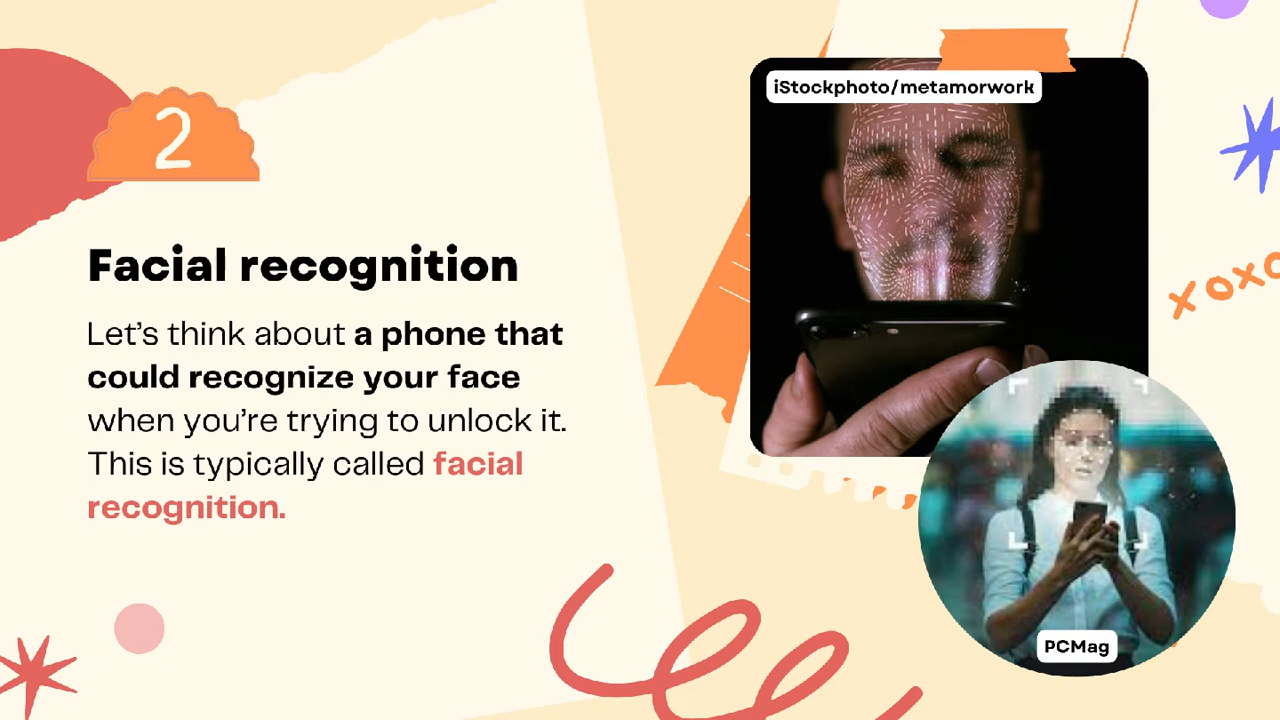 2
Facial recognition
Let’s think about a phone that
could recognize your face
when you’re trying to unlock it.
This is typically called facial
recognition.
iStockphoto/metamorwork
xoxo
PCMag